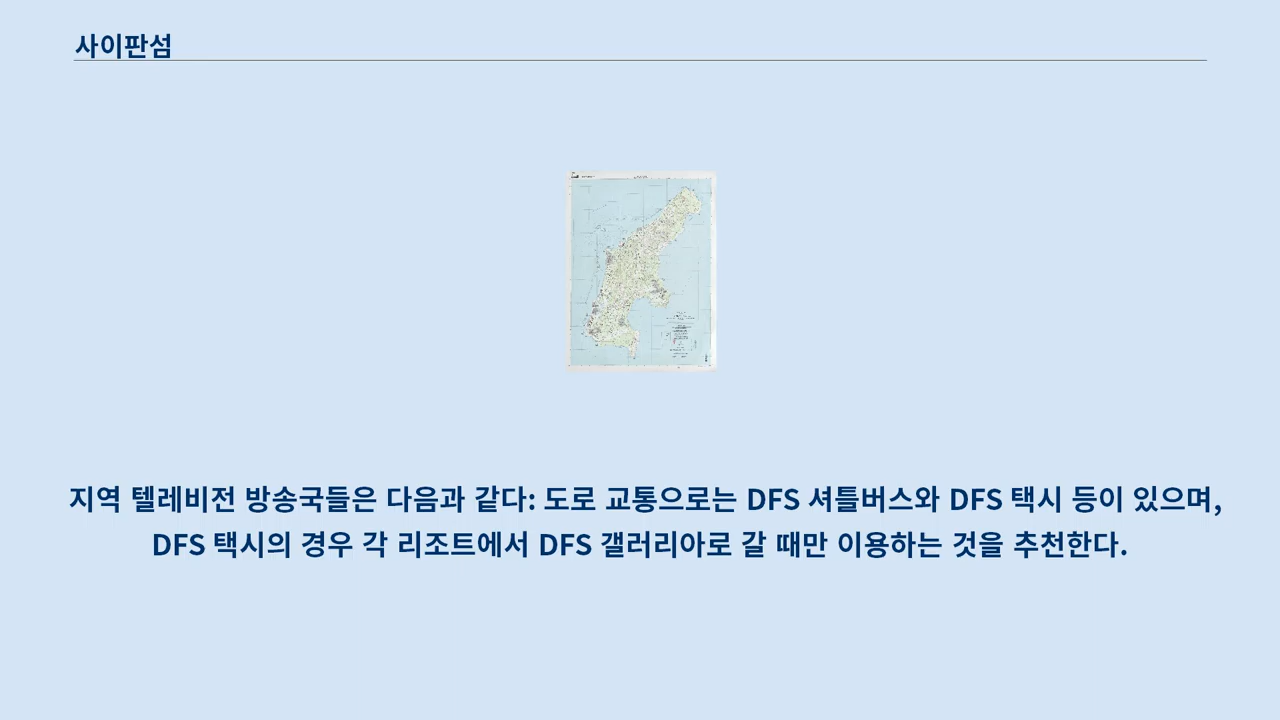 사이판섬
지역 텔레비전 방송국들은 다음과 같다: 도로 교통으로는 DFS 셔틀버스와 DFS 택시 등이 있으며,
DFS 택시의 경우 각 리조트에서 DFS 갤러리아로 갈 때만 이용하는 것을 추천한다.